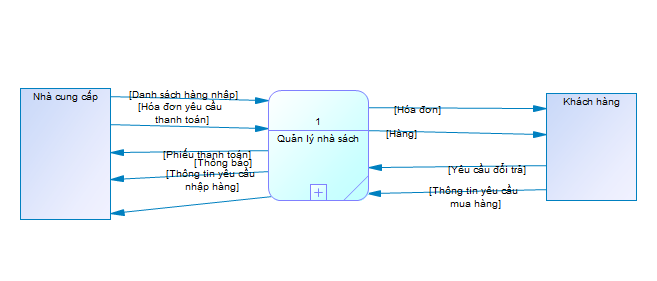 Nhà cung cấp
[Danh sách hàng nhập]
[Hóa đơn yêu cầu
thanh toán]
[Phiếu thanh toán]
[Thông báo]
[Thông tin yêu cầu
nhập hàng]
1
Quản lý nhà sách
[Hóa đơn]
[Hàng]
[Yêu cầu đổi trả]
[Thông tin yêu cầu
mua hàng]
Khách hàng